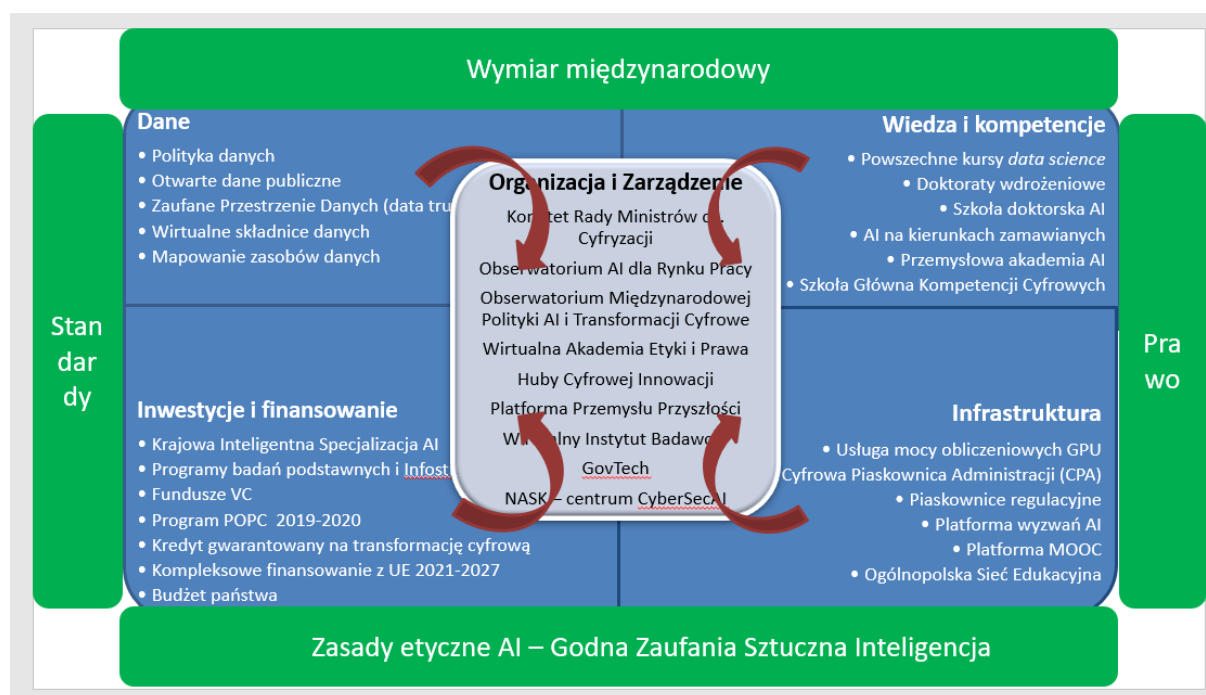 Wymiar międzynarodowy
Dane
• Polityka danych
• Otwarte dane publiczne
• Zaufane Przestrzenie Danych (data tru
• Wirtualne składnice danych
• Mapowanie zasobów danych
Wiedza i kompetencje
• Powszechne kursy data science
• Doktoraty wdrożeniowe
• Szkoła doktorska AI
• AI na kierunkach zamawianych
• Przemysłowa akademia AI
• Szkoła Główna Kompetencji Cyfrowych
Organizacja i Zarządzenie
Rady Ministrów
Cyfryzacji
Obserwatorium AI dla Rynku Pracy
Obserwatorium Międzynarodowej
Polityki AI i Transformacji Cyfrowe
Wirtualna Akademia Etyki i Prawa
Huby Cyfrowej Innowacji
Platforma Przemysłu Przyszłości
Instytut
GovTech
NASK – centrum CyberSecAI
Stan
dar
dy
Pra
wo
Inwestycje i finansowanie
• Krajowa Inteligentna Specjalizacja AI
• Programy badań podstawnych i Infost
• Fundusze VC
• Program POPC 2019-2020
• Kredyt gwarantowany na transformację cyfrową
• Kompleksowe finansowanie z UE 2021-2027
• Budżet państwa
Infrastruktura
• Usługa mocy obliczeniowych GPU
Cyfrowa Piaskownica Administracji (CPA)
• Piaskownice regulacyjne
• Platforma wyzwań AI
• Platforma MOOC
• Ogólnopolska Sieć Edukacyjna
Zasady etyczne AI – Godna Zaufania Sztuczna Inteligencja